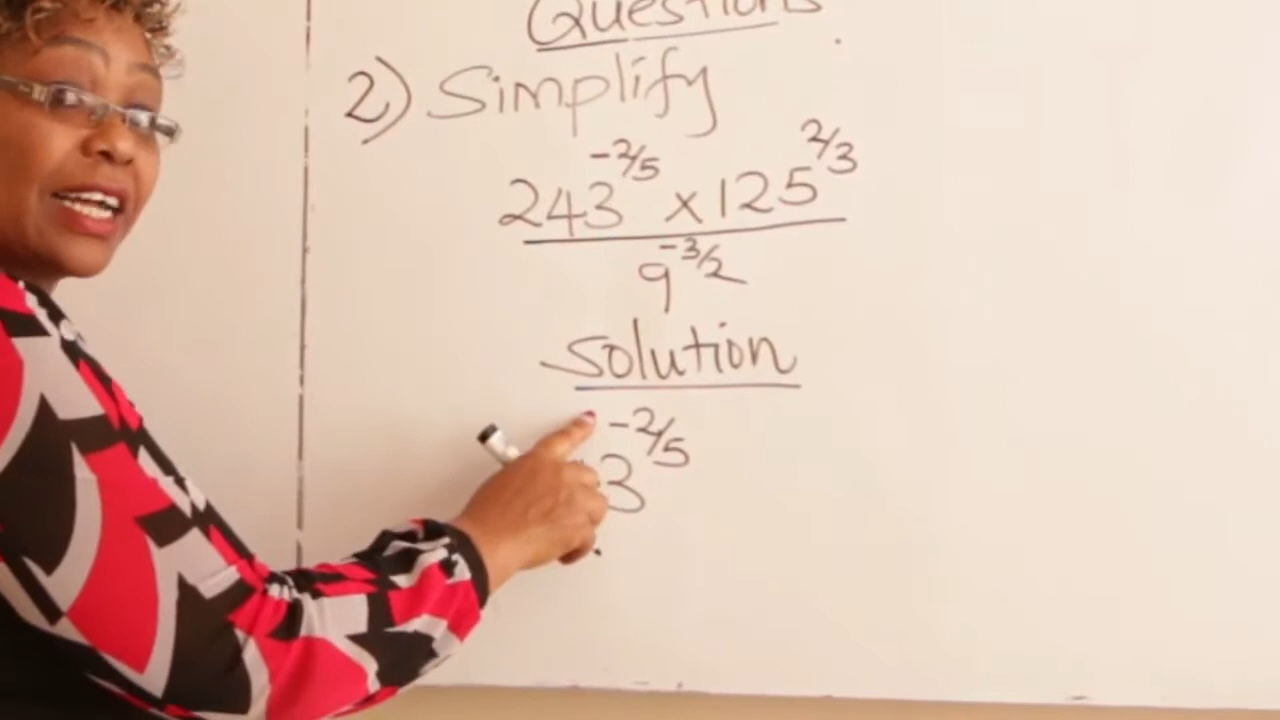 Questions
2) Simplify
243^-2/5 x 125^2/3
9^-3/2
Solution
3^-2/5